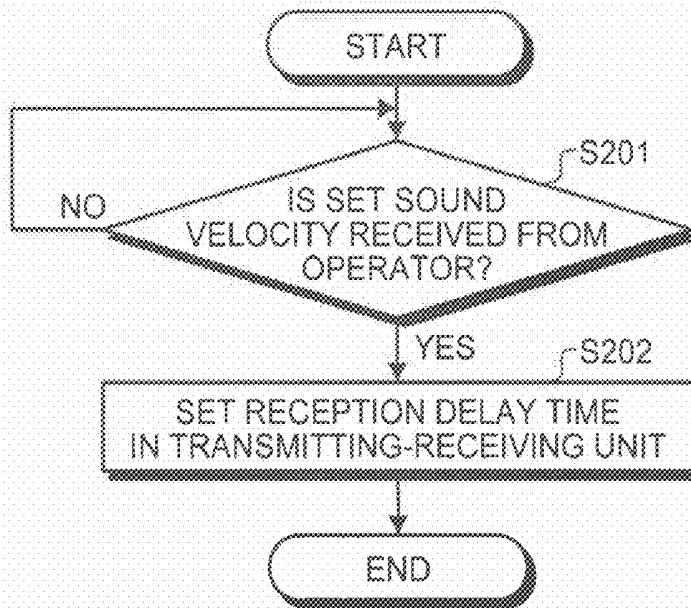 START
S201
NO
IS SET SOUND
VELOCITY RECEIVED FROM
OPERATOR?
YES
S202
SET RECEPTION DELAY TIME
IN TRANSMITTING-RECEIVING UNIT
END